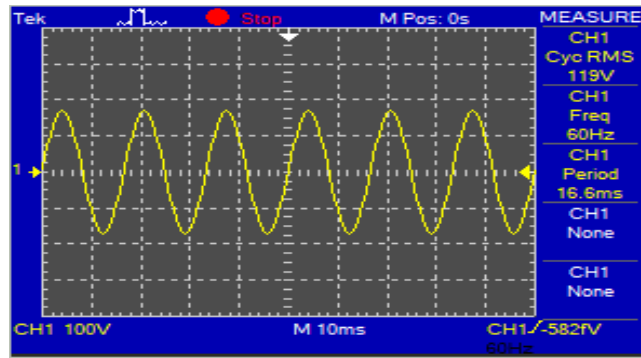 Tek Stop M Pos: 0s MEASURE
CH1
Cyc RMS
119V
CH1
Freq
60Hz
CH1
Period
16.6ms
CH1
None
CH1
None
1
CH1 100V M 10ms CH1 -582fV
60Hz